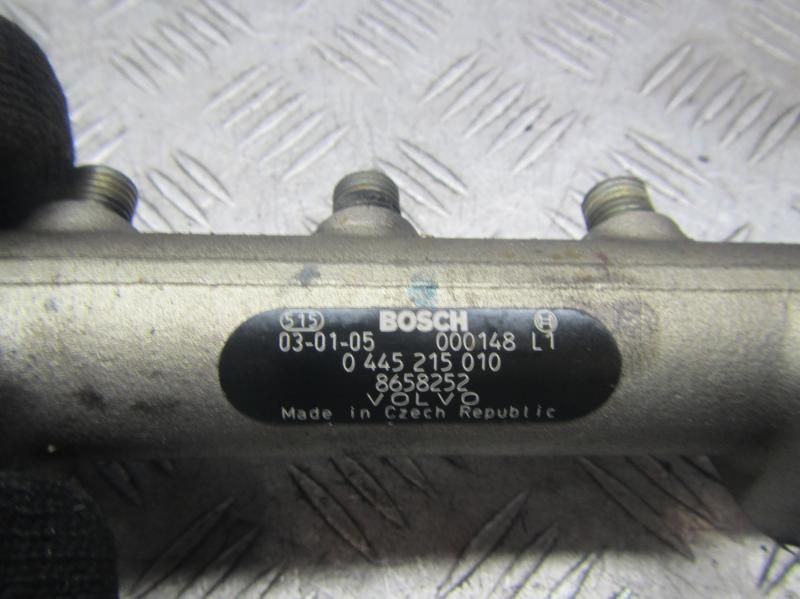 515 BOSCH
03-01-05 000148 L1
0 445 215 010
8658252
VOLVO
Made in Czech Republic